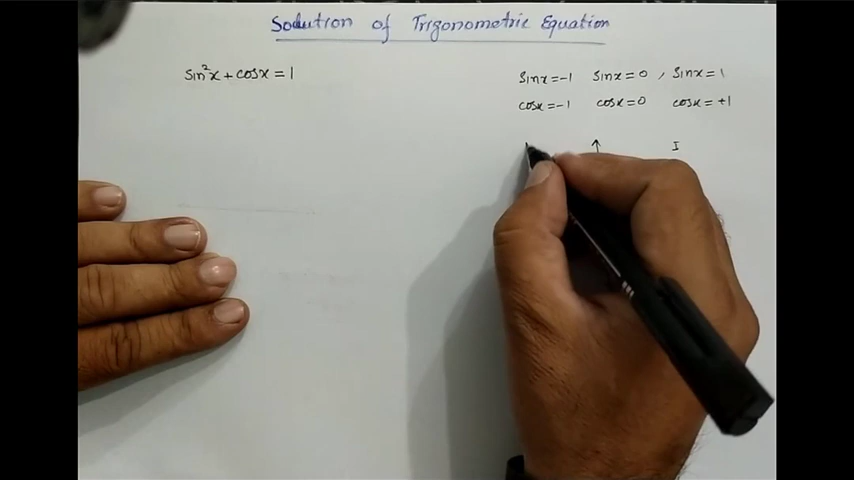 Solution of Trigonometric Equation
sin²x + cosx = 1
sinx = -1 sinx = 0 , sinx = 1
cosx = -1 cosx = 0 cosx = +1
I